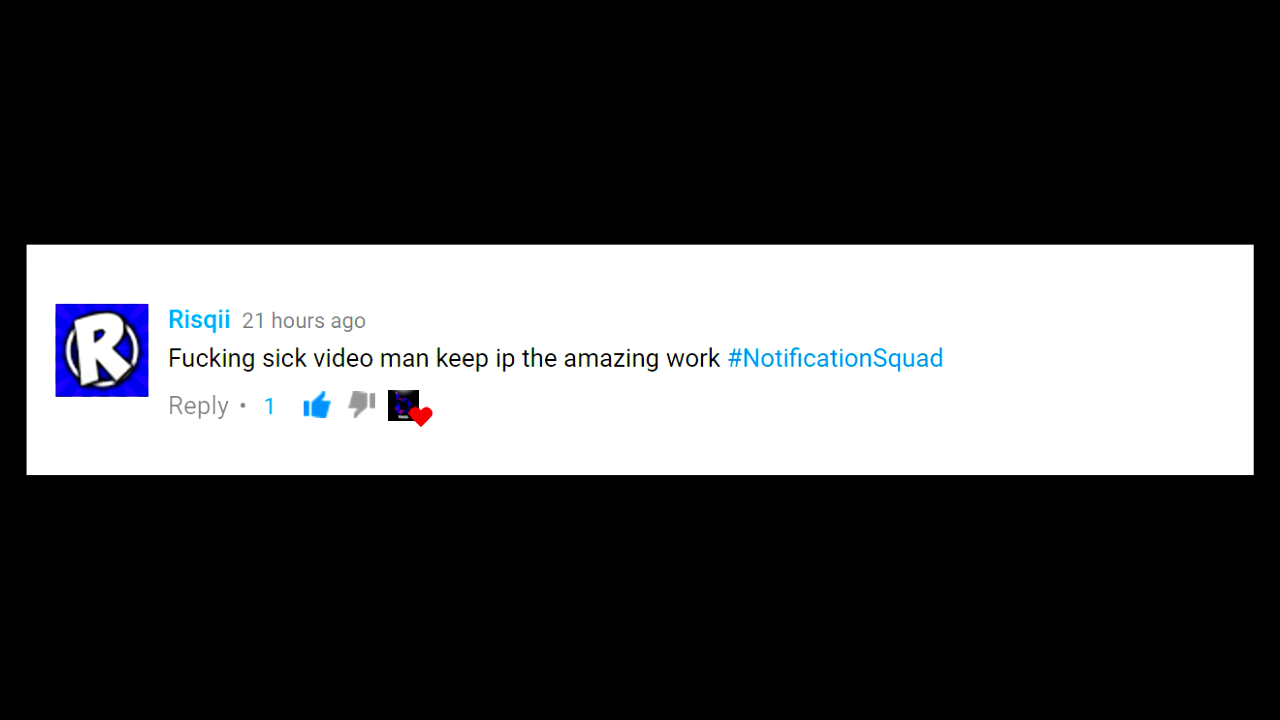 R
Risqii 21 hours ago
Fucking sick video man keep ip the amazing work #NotificationSquad
Reply • 1